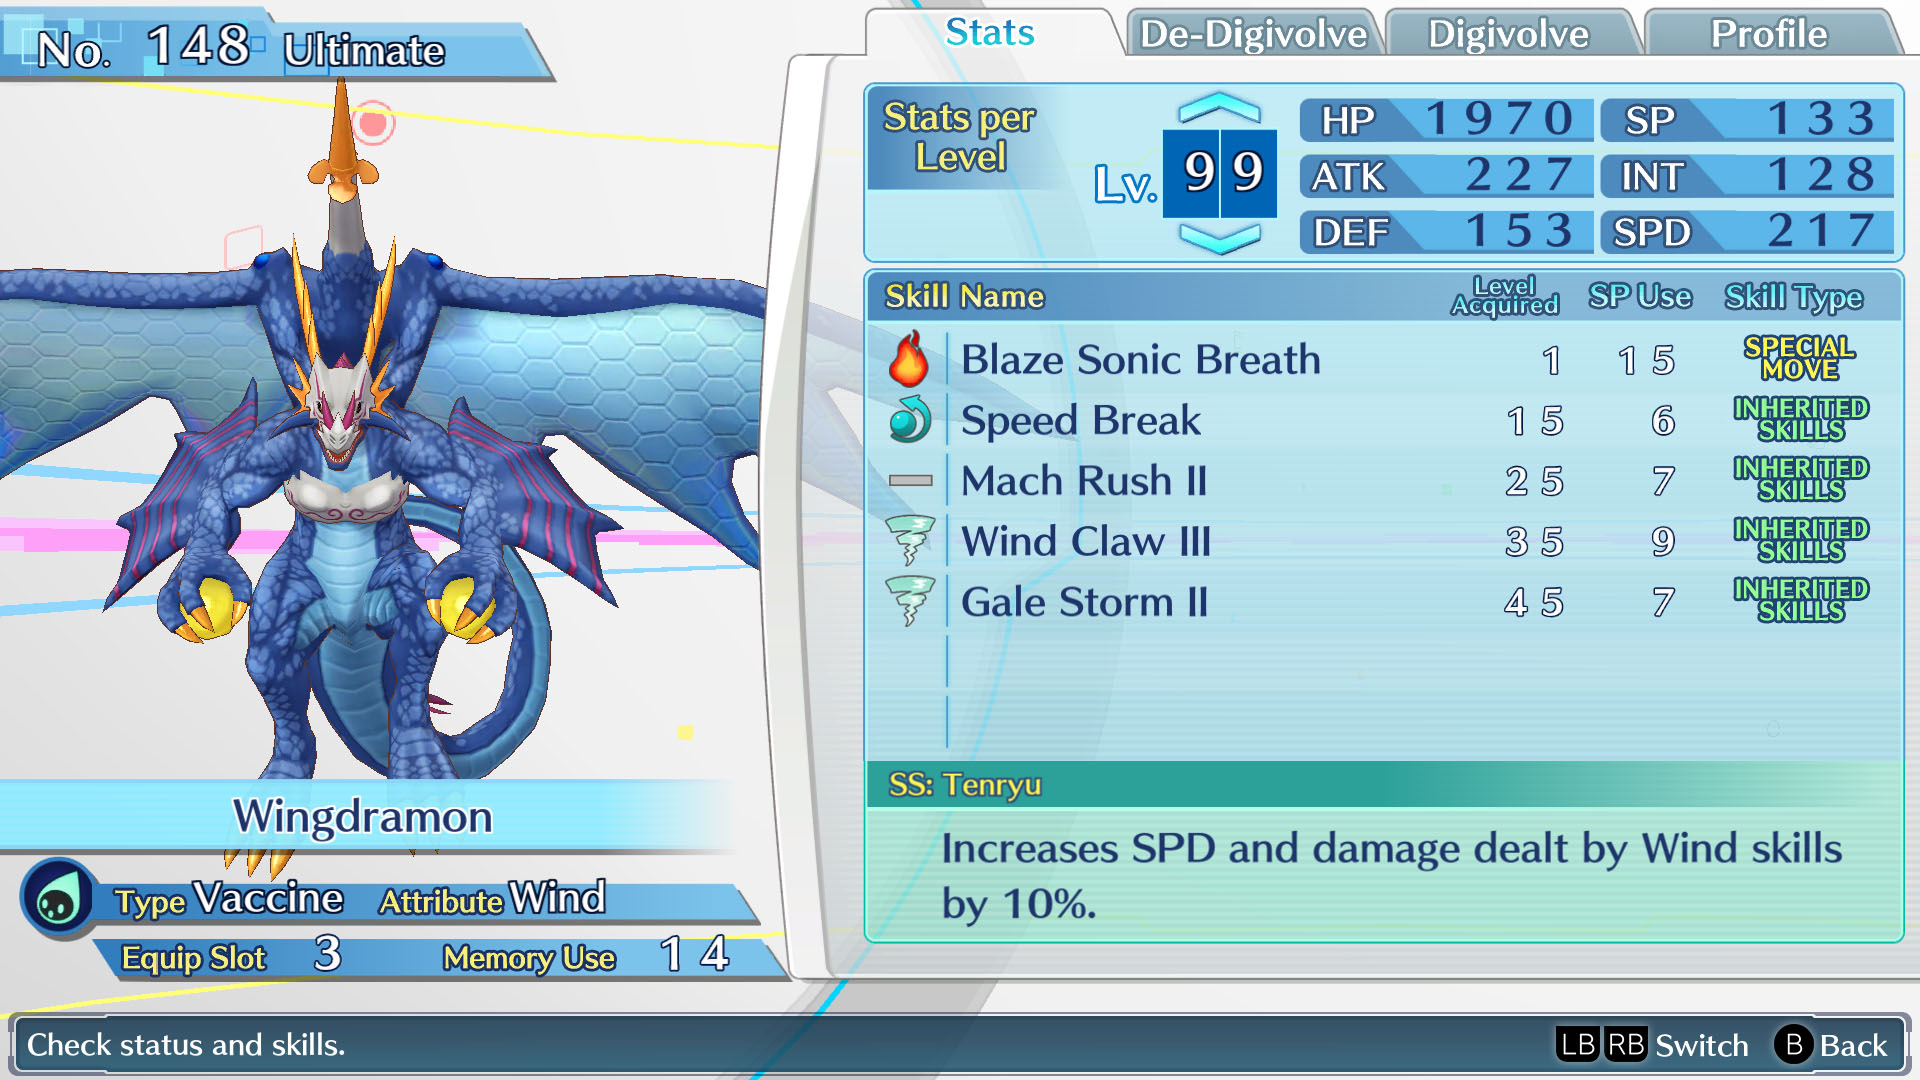 No. 148 Ultimate
Stats
De-Digivolve
Digivolve
Profile
Stats per
Level
Lv. 99
HP 1970
SP 133
ATK 227
INT 128
DEF 153
SPD 217
Skill Name
Level
Acquired
SP Use
Skill Type
Blaze Sonic Breath 1 15 SPECIAL
MOVE
Speed Break 15 6 INHERITED
SKILLS
Mach Rush II 25 7 INHERITED
SKILLS
Wind Claw III 35 9 INHERITED
SKILLS
Gale Storm II 45 7 INHERITED
SKILLS
SS: Tenryu
Increases SPD and damage dealt by Wind skills
by 10%.
Wingdramon
Type Vaccine Attribute Wind
Equip Slot 3 Memory Use 14
Check status and skills.
LB RB Switch B Back